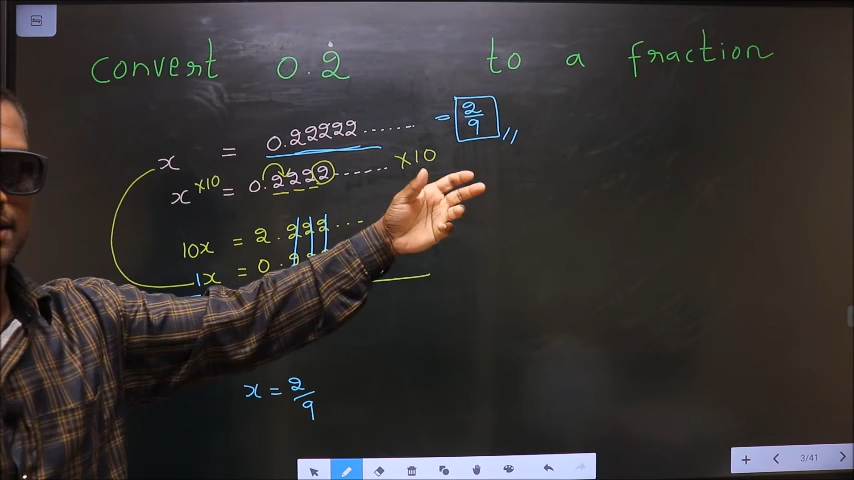 convert 0.2̇ to a fraction
x = 0.22222....... = 2/9 //
x ×10 = 0.2222....... ×10
10x = 2.222....
1x = 0.2
x = 2/9
3/41